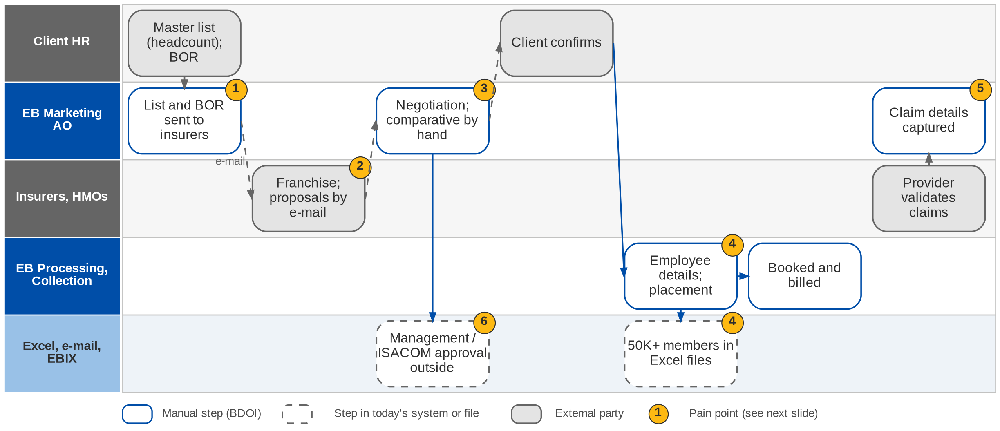 Client HR
Master list
(headcount);
BOR
Client confirms
EB Marketing
AO
1
List and BOR
sent to
insurers
3
Negotiation;
comparative by
hand
5
Claim details
captured
e-mail
Insurers, HMOs
2
Franchise;
proposals by
e-mail
Provider
validates
claims
EB Processing,
Collection
4
Employee
details;
placement
Booked and
billed
Excel, e-mail,
EBIX
6
Management /
ISACOM approval
outside
4
50K+ members in
Excel files
Manual step (BDOI)
Step in today's system or file
External party
1
Pain point (see next slide)